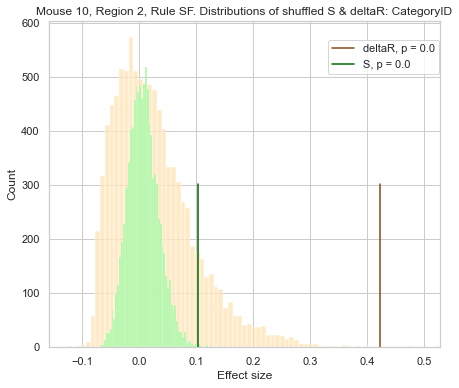 Mouse 10, Region 2, Rule SF. Distributions of shuffled S & deltaR: CategoryID
deltaR, p = 0.0
S, p = 0.0
600
500
400
300
200
100
0
Count
−0.1 0.0 0.1 0.2 0.3 0.4 0.5
Effect size